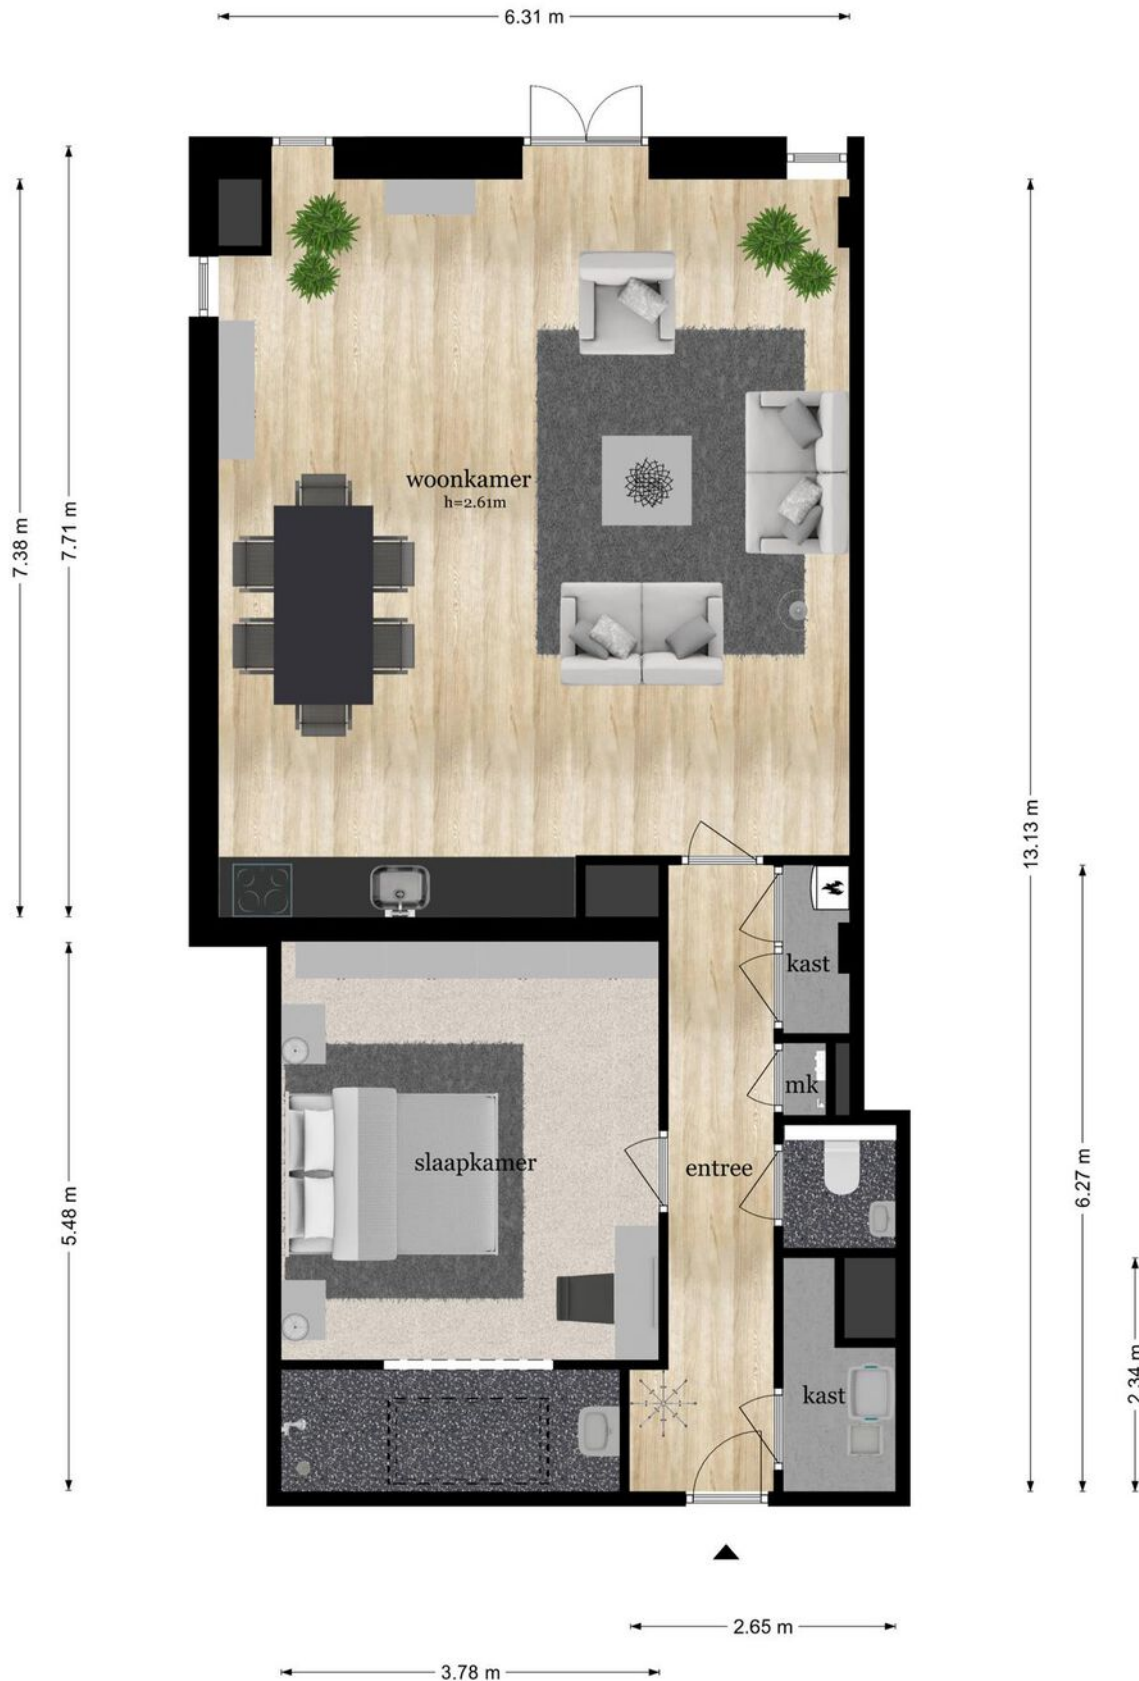 6.31 m
7.38 m
7.71 m
woonkamer
h=2.61m
13.13 m
kast
mk
slaapkamer
entree
5.48 m
6.27 m
2.34 m
kast
2.65 m
3.78 m